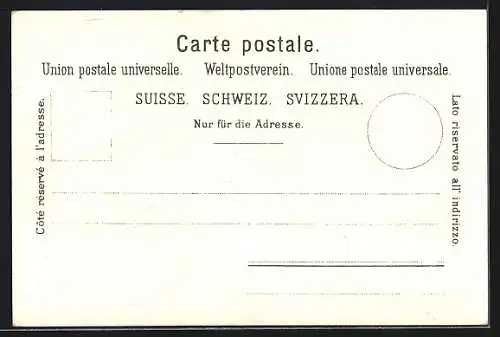 Carte postale.
Union postale universelle. Weltpostverein. Unione postale universale.
SUISSE. SCHWEIZ. SVIZZERA.
Nur für die Adresse.
Côté réservé à l'adresse.
Lato riservato all' indirizzo.